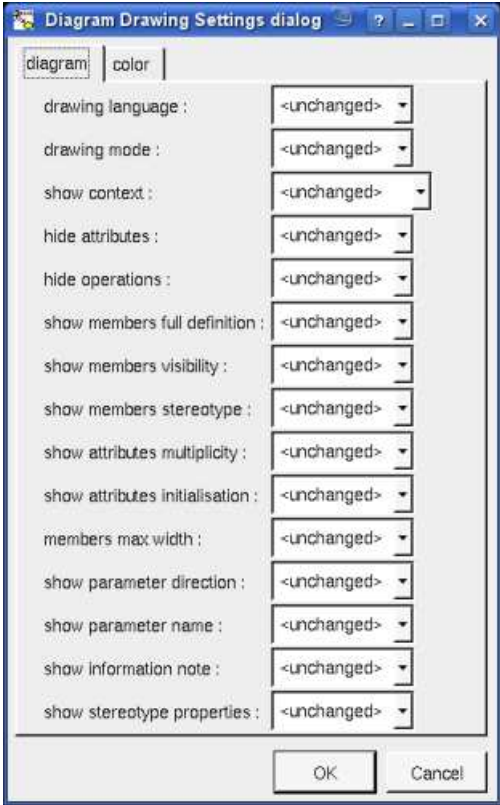 Diagram Drawing Settings dialog ?
diagram color
drawing language : <unchanged>
drawing mode : <unchanged>
show context : <unchanged>
hide attributes : <unchanged>
hide operations : <unchanged>
show members full definition : <unchanged>
show members visibility : <unchanged>
show members stereotype : <unchanged>
show attributes multiplicity : <unchanged>
show attributes initialisation : <unchanged>
members max width : <unchanged>
show parameter direction : <unchanged>
show parameter name : <unchanged>
show information note : <unchanged>
show stereotype properties : <unchanged>
OK Cancel